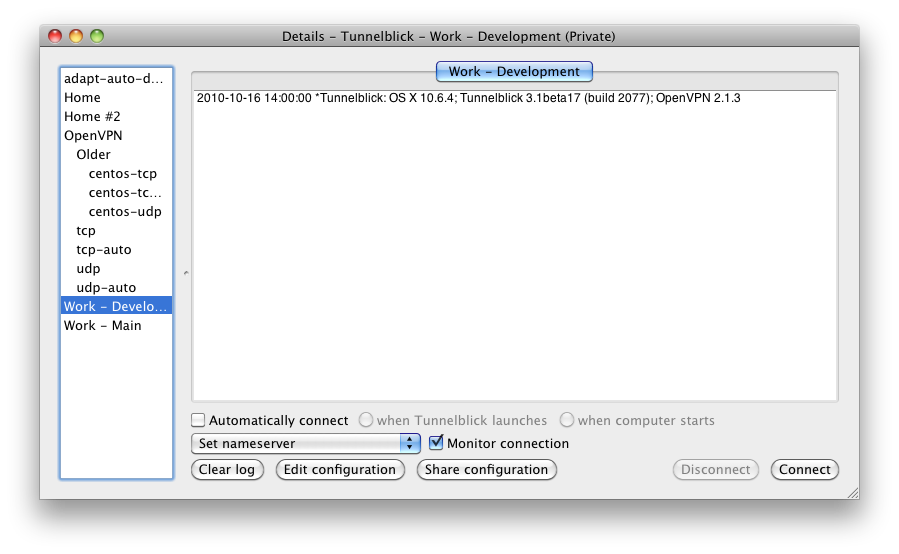 Details – Tunnelblick – Work – Development (Private)
adapt-auto-d...
Home
Home #2
OpenVPN
Older
centos-tcp
centos-tc...
centos-udp
tcp
tcp-auto
udp
udp-auto
Work – Develo...
Work – Main
Work – Development
2010-10-16 14:00:00 *Tunnelblick: OS X 10.6.4; Tunnelblick 3.1beta17 (build 2077); OpenVPN 2.1.3
Automatically connect when Tunnelblick launches when computer starts
Set nameserver Monitor connection
Clear log Edit configuration Share configuration Disconnect Connect